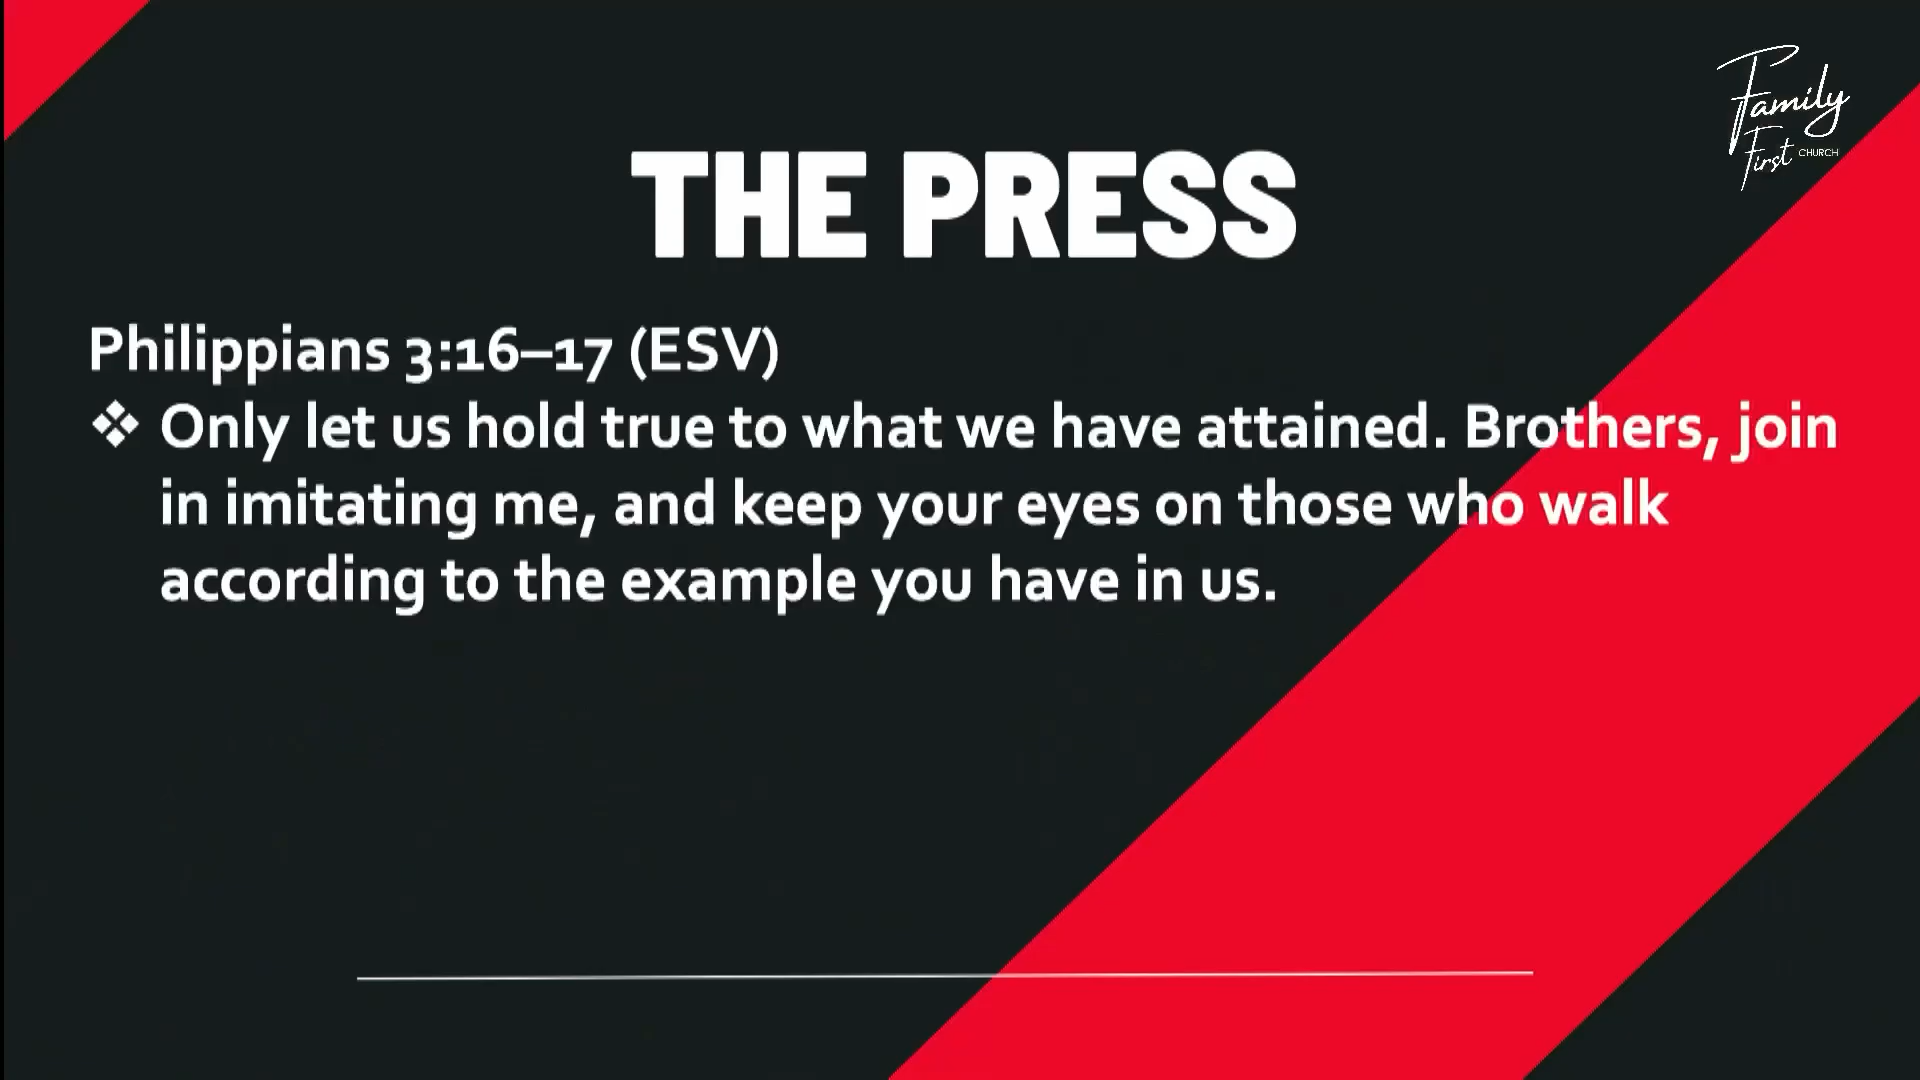 Family
First CHURCH
THE PRESS
Philippians 3:16–17 (ESV)
❖ Only let us hold true to what we have attained. Brothers, join
in imitating me, and keep your eyes on those who walk
according to the example you have in us.